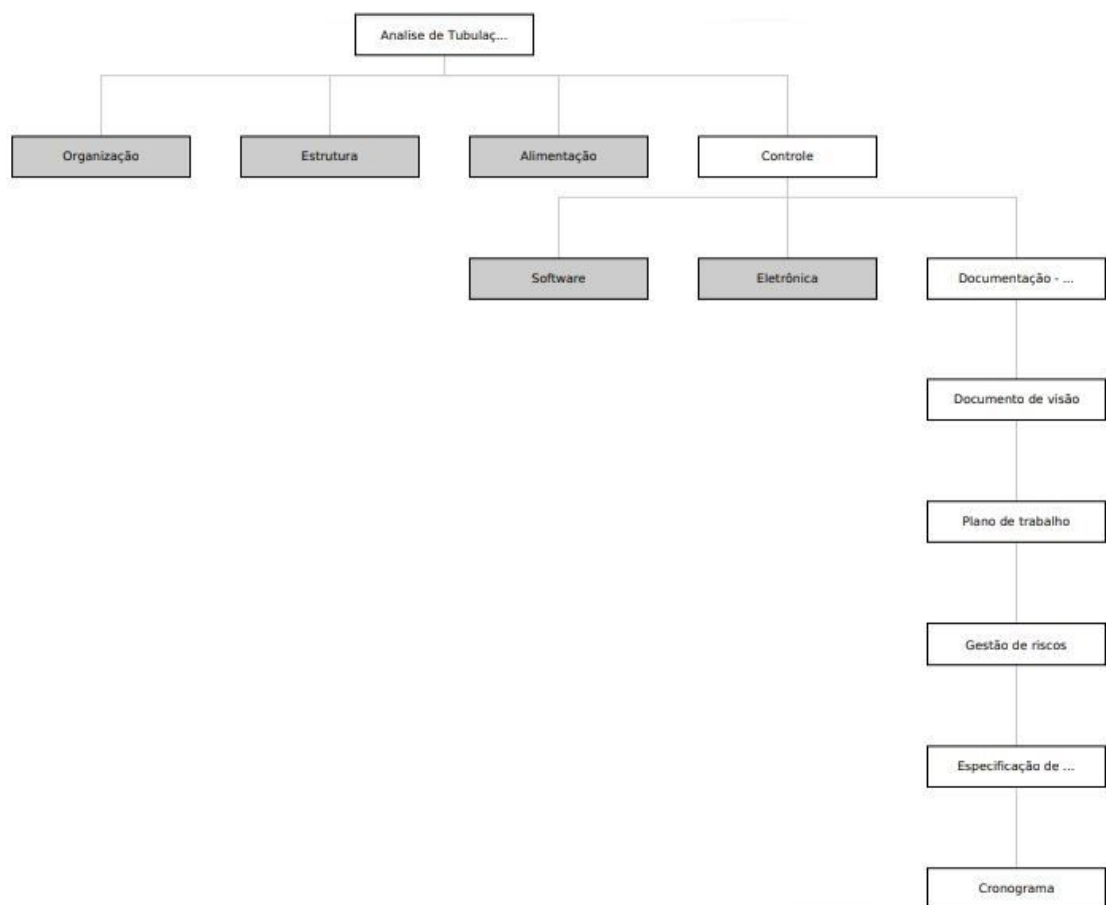 Analise de Tubulaç...
Organização
Estrutura
Alimentação
Controle
Software
Eletrônica
Documentação - ...
Documento de visão
Plano de trabalho
Gestão de riscos
Especificação de ...
Cronograma